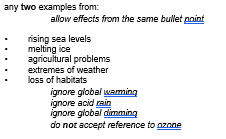 any two examples from:
allow effects from the same bullet point
• rising sea levels
• melting ice
• agricultural problems
• extremes of weather
• loss of habitats
ignore global warming
ignore acid rain
ignore global dimming
do not accept reference to ozone